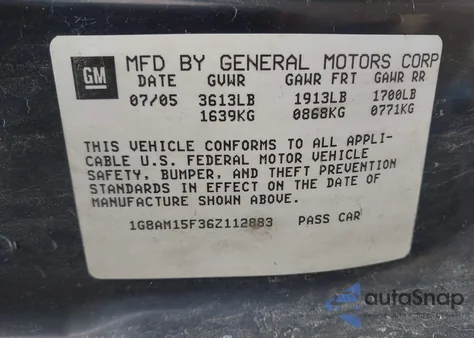 GM
MFD BY GENERAL MOTORS CORP
DATE GVWR GAWR FRT GAWR RR
07/05 3613LB 1913LB 1700LB
1639KG 0868KG 0771KG
THIS VEHICLE CONFORMS TO ALL APPLI-
CABLE U.S. FEDERAL MOTOR VEHICLE
SAFETY, BUMPER, AND THEFT PREVENTION
STANDARDS IN EFFECT ON THE DATE OF
MANUFACTURE SHOWN ABOVE.
1G8AM15F36Z112883 PASS CAR
autoSnap